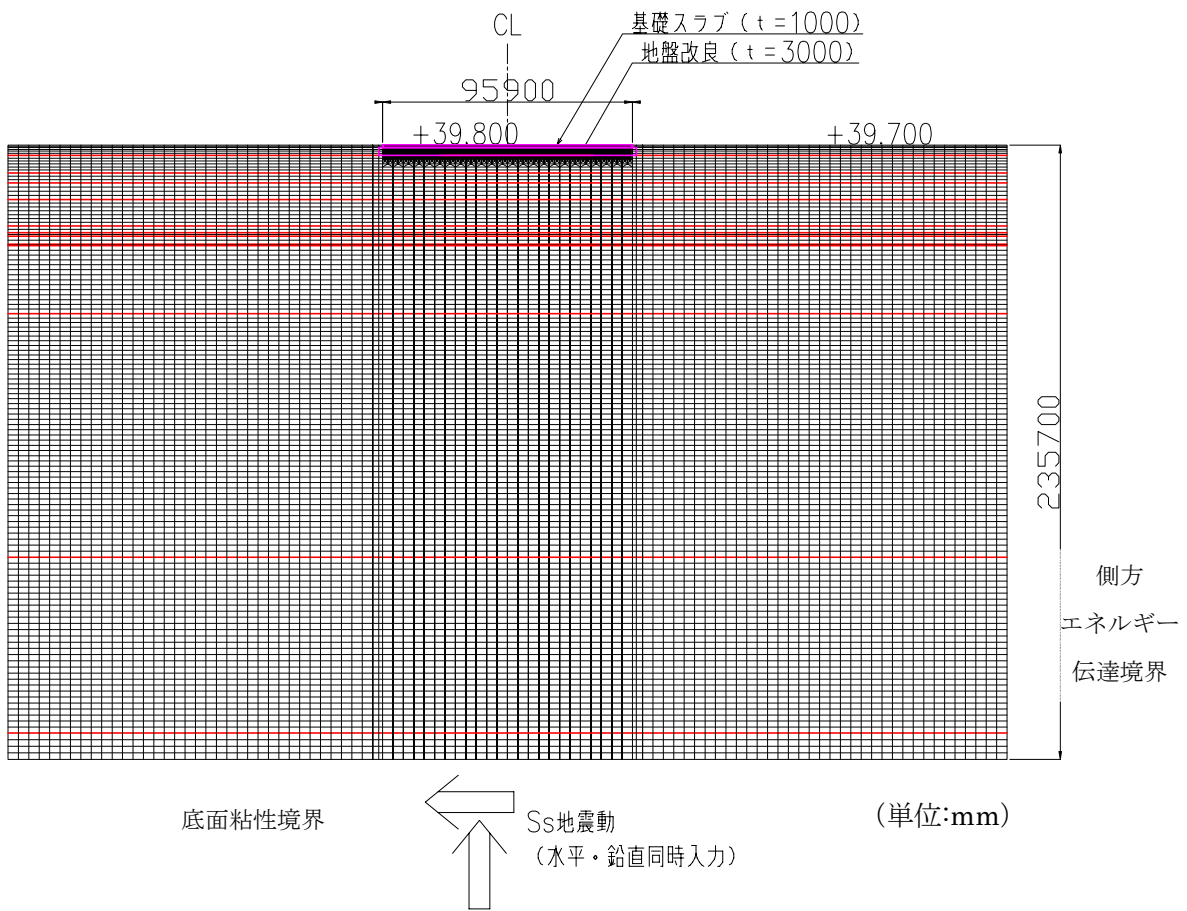 CL
基礎スラブ(t=1000)
地盤改良(t=3000)
95900
+39.800
+39.700
235700
側方
エネルギー
伝達境界
底面粘性境界
Ss地震動
(水平・鉛直同時入力)
(単位:mm)